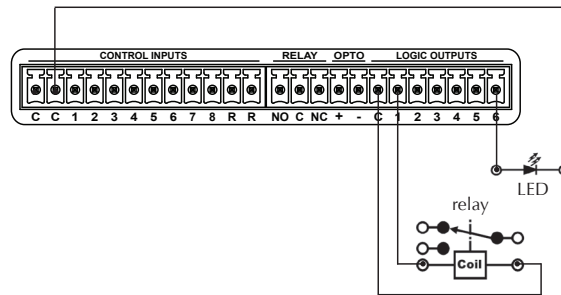 CONTROL INPUTS RELAY OPTO LOGIC OUTPUTS
C C 1 2 3 4 5 6 7 8 R R NO C NC + - C 1 2 3 4 5 6
LED
relay
Coil